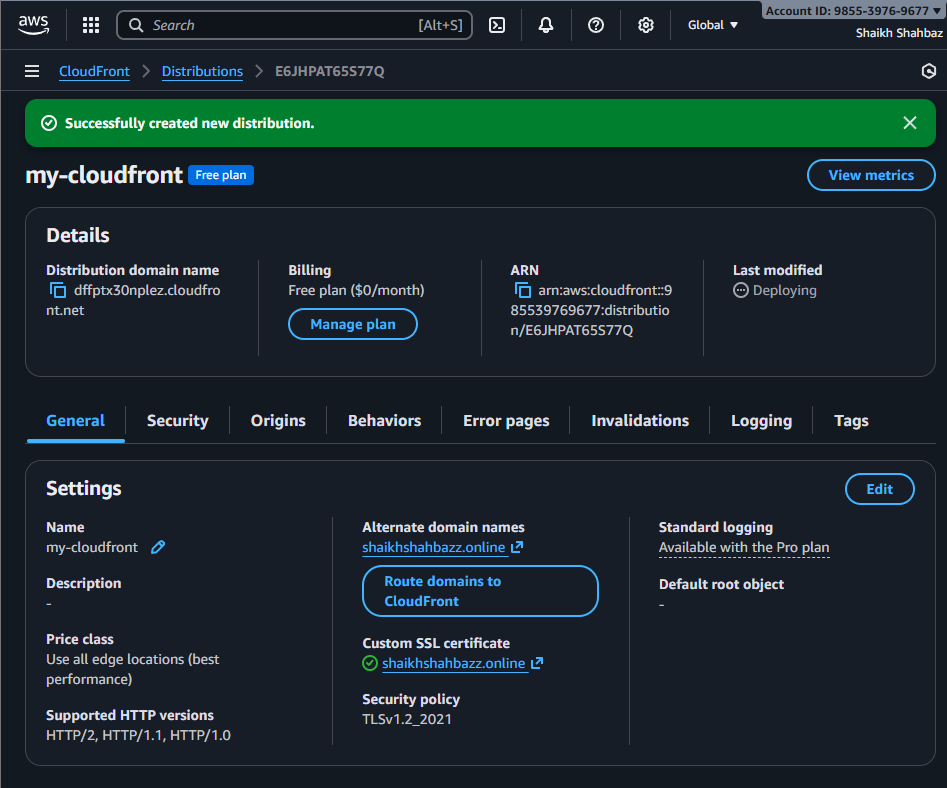 aws
Search [Alt+S]
Global
Account ID: 9855-3976-9677
Shaikh Shahbaz
CloudFront
Distributions
E6JHPAT65S77Q
Successfully created new distribution.
my-cloudfront
Free plan
View metrics
Details
Distribution domain name
dffptx30nplez.cloudfro
nt.net
Billing
Free plan ($0/month)
Manage plan
ARN
arn:aws:cloudfront::9
85539769677:distributio
n/E6JHPAT65S77Q
Last modified
Deploying
General
Security
Origins
Behaviors
Error pages
Invalidations
Logging
Tags
Settings
Edit
Name
my-cloudfront
Description
-
Price class
Use all edge locations (best
performance)
Supported HTTP versions
HTTP/2, HTTP/1.1, HTTP/1.0
Alternate domain names
shaikhshahbazz.online
Route domains to
CloudFront
Custom SSL certificate
shaikhshahbazz.online
Security policy
TLSv1.2_2021
Standard logging
Available with the Pro plan
Default root object
-